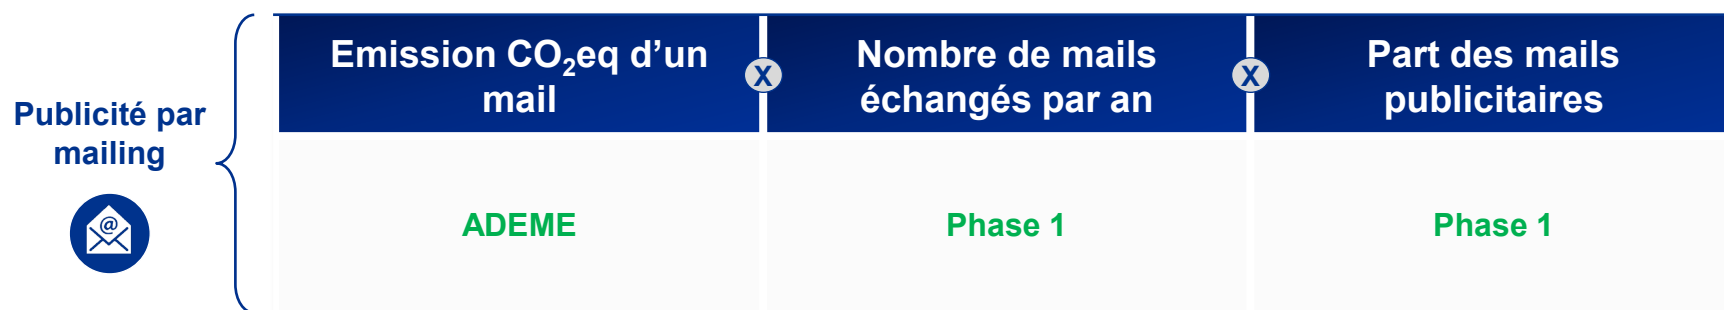 Publicité par
mailing
@
Emission CO₂eq d’un
mail
X
Nombre de mails
échangés par an
X
Part des mails
publicitaires
ADEME
Phase 1
Phase 1